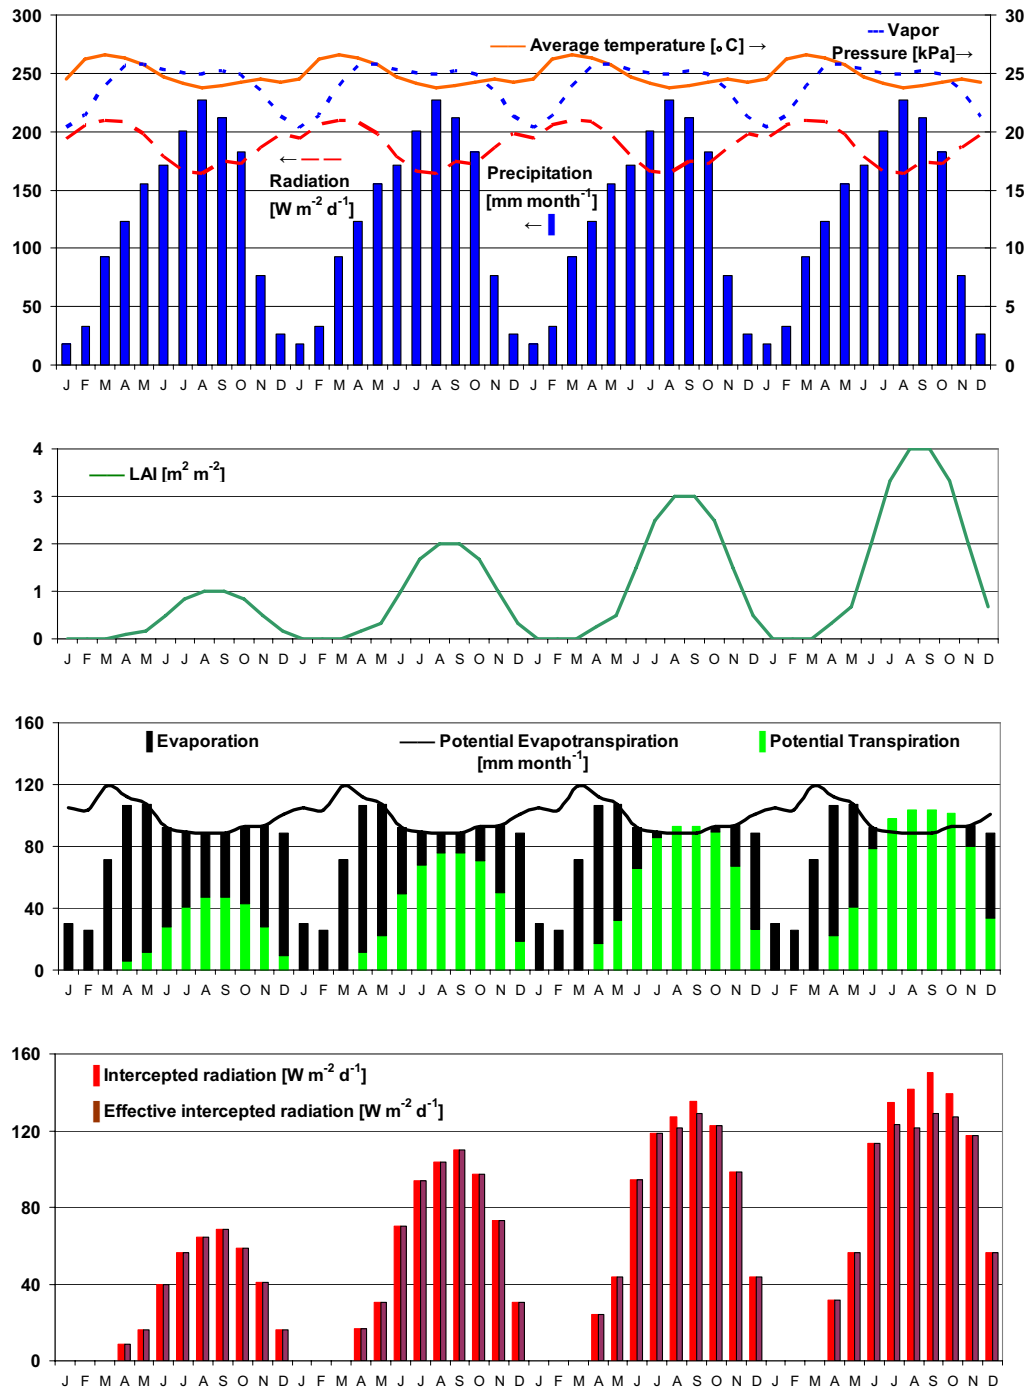 300 30
Average temperature [°C] → Vapor
Pressure [kPa]→
250 25
200 20
← Radiation
[W m-2 d-1]
Precipitation
[mm month-1]
←
150 15
100 10
50 5
0 0
J F M A M J J A S O N D J F M A M J J A S O N D J F M A M J J A S O N D J F M A M J J A S O N D
4
LAI [m2 m-2]
3
2
1
0
J F M A M J J A S O N D J F M A M J J A S O N D J F M A M J J A S O N D J F M A M J J A S O N D
160
Evaporation Potential Evapotranspiration Potential Transpiration
[mm month-1]
120
80
40
0
J F M A M J J A S O N D J F M A M J J A S O N D J F M A M J J A S O N D J F M A M J J A S O N D
160
Intercepted radiation [W m-2 d-1]
Effective intercepted radiation [W m-2 d-1]
120
80
40
0
J F M A M J J A S O N D J F M A M J J A S O N D J F M A M J J A S O N D J F M A M J J A S O N D